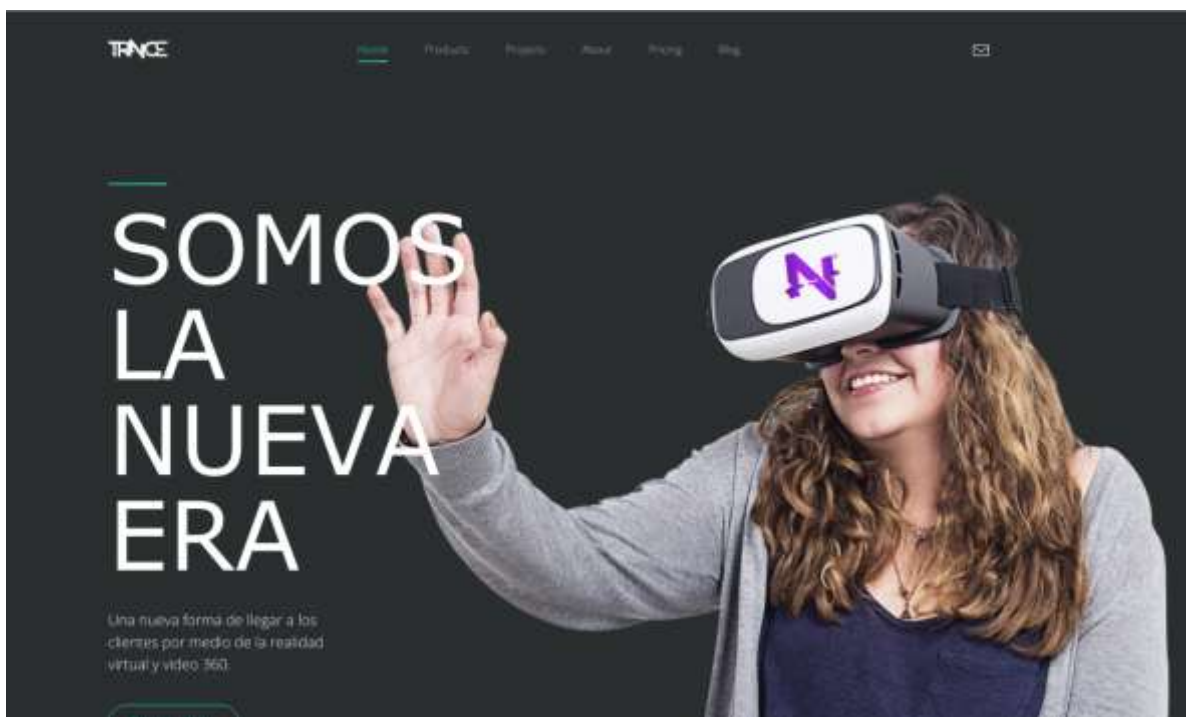 TRANCE
Home Products Projects About Pricing Blog
SOMOS
LA
NUEVA
ERA
Una nueva forma de llegar a los
clientes por medio de la realidad
virtual y video 360.
N